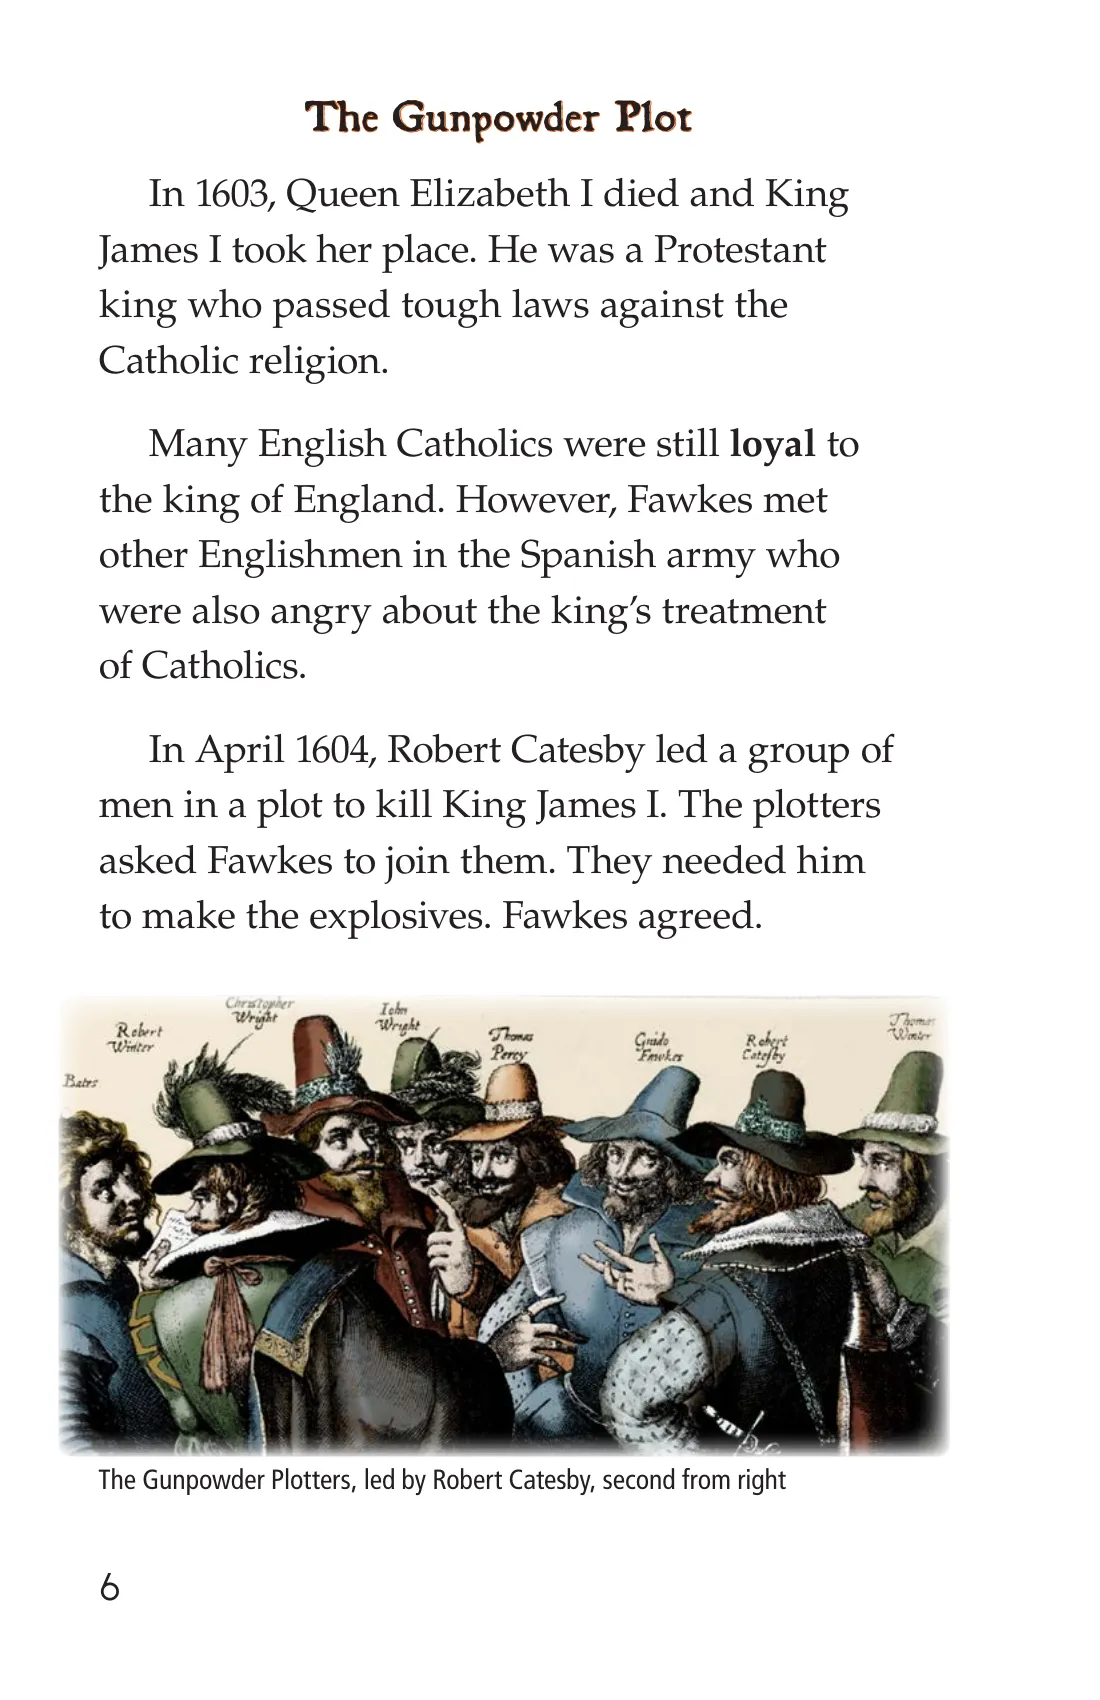 The Gunpowder Plot
In 1603, Queen Elizabeth I died and King
James I took her place. He was a Protestant
king who passed tough laws against the
Catholic religion.
Many English Catholics were still loyal to
the king of England. However, Fawkes met
other Englishmen in the Spanish army who
were also angry about the king’s treatment
of Catholics.
In April 1604, Robert Catesby led a group of
men in a plot to kill King James I. The plotters
asked Fawkes to join them. They needed him
to make the explosives. Fawkes agreed.
Bates
Robert
Winter
Christopher
Wright
Iohn
Wright
Thomas
Percy
Guido
Fawkes
Robert
Catesby
Thomas
Winter
The Gunpowder Plotters, led by Robert Catesby, second from right
6